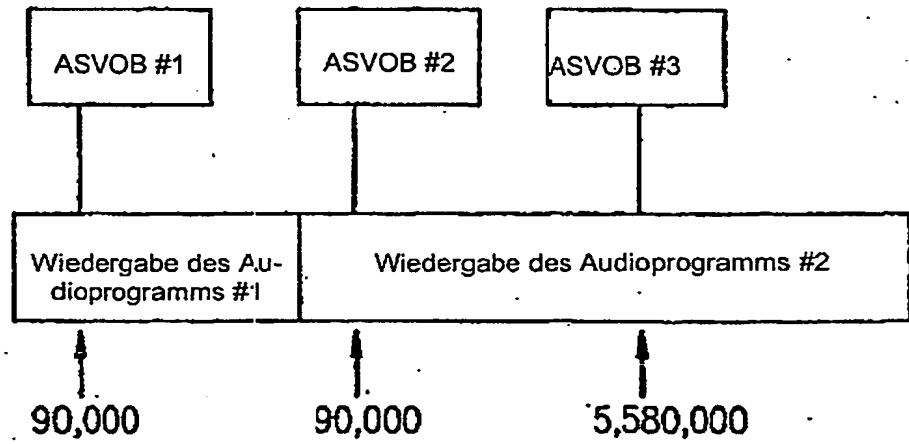 ASVOB #1
ASVOB #2
ASVOB #3
Wiedergabe des Au-
dioprogramms #1
Wiedergabe des Audioprogramms #2
90,000
90,000
5,580,000